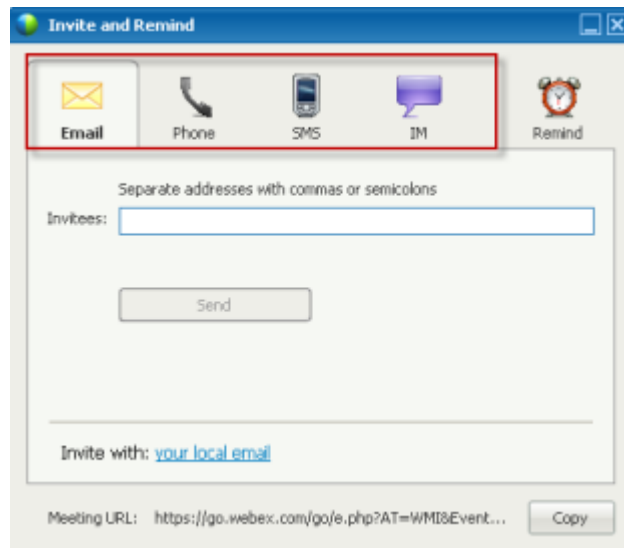 Invite and Remind
Email Phone SMS IM Remind
Separate addresses with commas or semicolons
Invitees:
Send
Invite with: your local email
Meeting URL: https://go.webex.com/go/e.php?AT=WMI&Event... Copy